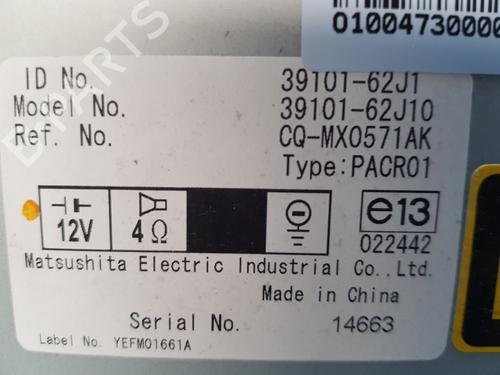 01004730000
ID No. 39101-62J1
Model No. 39101-62J10
Ref. No. CQ-MX0571AK
Type:PACR01
12V 4Ω e13
022442
Matsushita Electric Industrial Co.,Ltd.
Made in China
Serial No. 14663
Label No. YEFM01661A